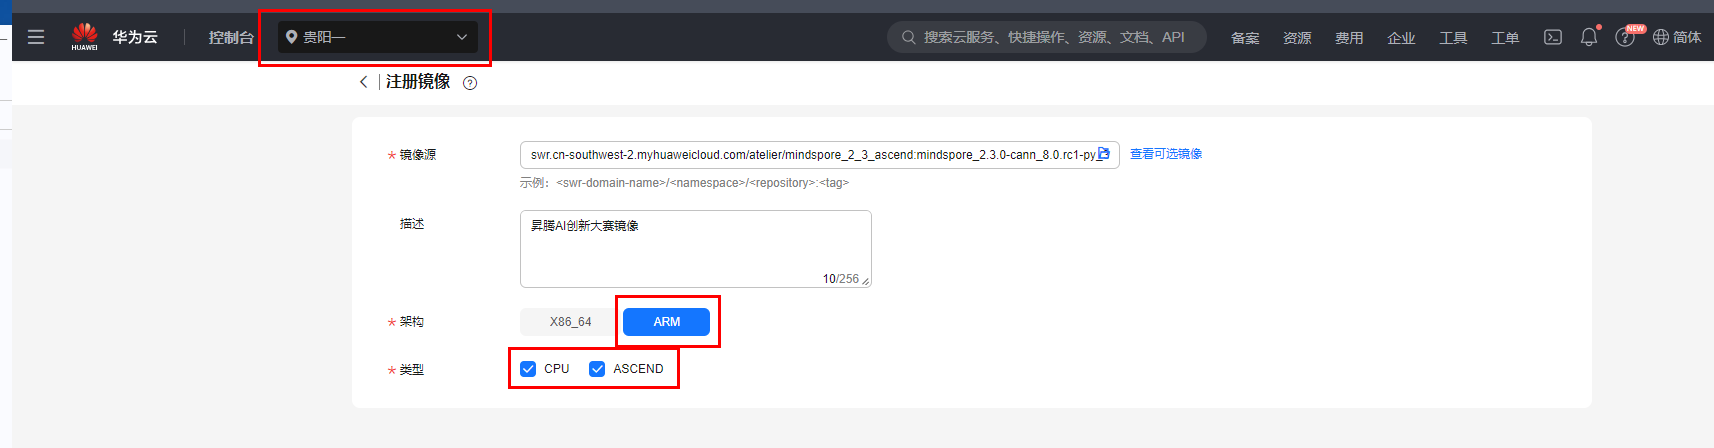 HUAWEI 华为云 控制台 贵阳一 搜索云服务、快捷操作、资源、文档、API 备案 资源 费用 企业 工具 工单 NEW 简体
注册镜像
* 镜像源 swr.cn-southwest-2.myhuaweicloud.com/atelier/mindspore_2_3_ascend:mindspore_2.3.0-cann_8.0.rc1-py_ 查看可选镜像
示例：<swr-domain-name>/<namespace>/<repository>:<tag>
描述 昇腾AI创新大赛镜像
10/256
* 架构 X86_64 ARM
* 类型 CPU ASCEND